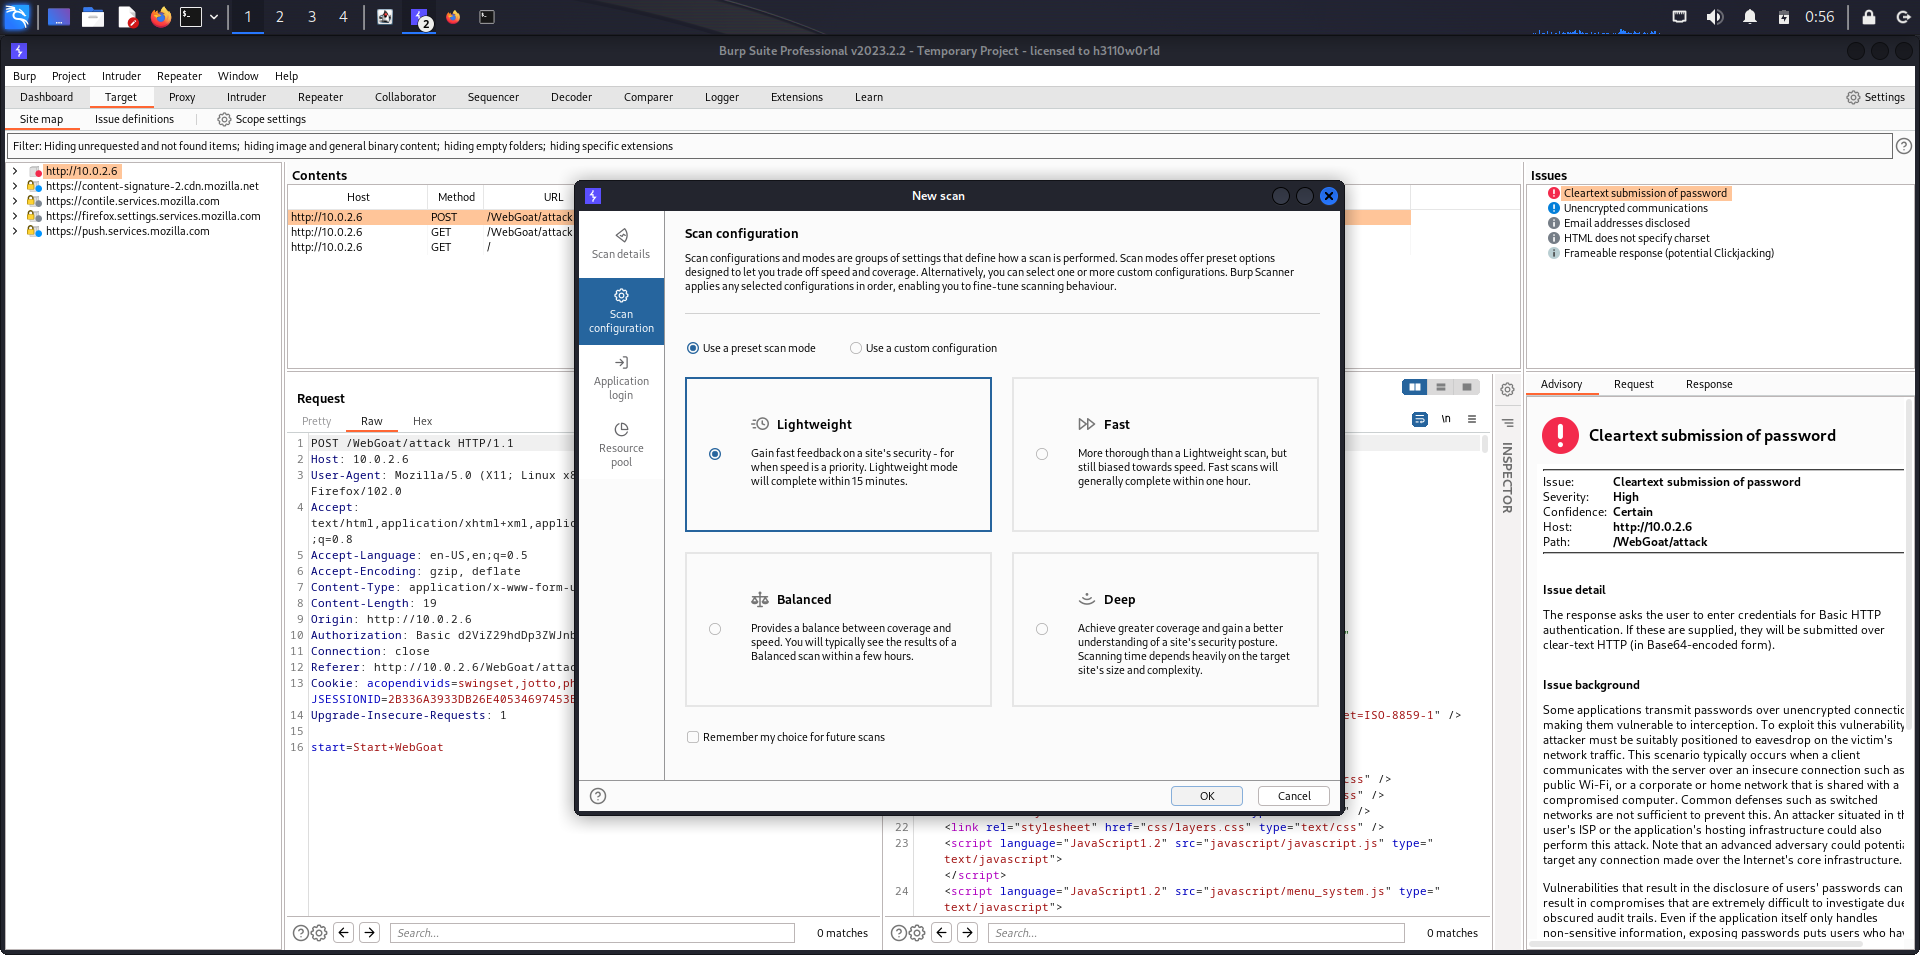 1 2 3 4 2 0:56
Burp Suite Professional v2023.2.2 - Temporary Project - licensed to h3110w0r1d
Burp Project Intruder Repeater Window Help
Dashboard Target Proxy Intruder Repeater Collaborator Sequencer Decoder Comparer Logger Extensions Learn Settings
Site map Issue definitions Scope settings
Filter: Hiding unrequested and not found items; hiding image and general binary content; hiding empty folders; hiding specific extensions
http://10.0.2.6
https://content-signature-2.cdn.mozilla.net
https://contile.services.mozilla.com
https://firefox.settings.services.mozilla.com
https://push.services.mozilla.com
Contents
Host Method URL
http://10.0.2.6 POST /WebGoat/attack
http://10.0.2.6 GET /WebGoat/attack
http://10.0.2.6 GET /
Request
Pretty Raw Hex
1 POST /WebGoat/attack HTTP/1.1
2 Host: 10.0.2.6
3 User-Agent: Mozilla/5.0 (X11; Linux x8
Firefox/102.0
4 Accept:
text/html,application/xhtml+xml,applic
;q=0.8
5 Accept-Language: en-US,en;q=0.5
6 Accept-Encoding: gzip, deflate
7 Content-Type: application/x-www-form-u
8 Content-Length: 19
9 Origin: http://10.0.2.6
10 Authorization: Basic d2ViZ29hdDp3ZWJnb
11 Connection: close
12 Referer: http://10.0.2.6/WebGoat/attac
13 Cookie: acopendivids=swingset,jotto,ph
JSESSIONID=2B336A3933DB26E40534697453E
14 Upgrade-Insecure-Requests: 1
15
16 start=Start+WebGoat
Search... 0 matches
New scan
Scan details
Scan
configuration
Application
login
Resource
pool
Scan configuration
Scan configurations and modes are groups of settings that define how a scan is performed. Scan modes offer preset options
designed to let you trade off speed and coverage. Alternatively, you can select one or more custom configurations. Burp Scanner
applies any selected configurations in order, enabling you to fine-tune scanning behaviour.
Use a preset scan mode Use a custom configuration
Lightweight
Gain fast feedback on a site's security - for
when speed is a priority. Lightweight mode
will complete within 15 minutes.
Fast
More thorough than a Lightweight scan, but
still biased towards speed. Fast scans will
generally complete within one hour.
Balanced
Provides a balance between coverage and
speed. You will typically see the results of a
Balanced scan within a few hours.
Deep
Achieve greater coverage and gain a better
understanding of a site's security posture.
Scanning time depends heavily on the target
site's size and complexity.
Remember my choice for future scans
OK Cancel
\n
"
et=ISO-8859-1" />
css" />
ss" />
" />
22 <link rel="stylesheet" href="css/layers.css" type="text/css" />
23 <script language="JavaScript1.2" src="javascript/javascript.js" type="
text/javascript">
</script>
24 <script language="JavaScript1.2" src="javascript/menu_system.js" type="
text/javascript">
Search... 0 matches
INSPECTOR
Issues
Cleartext submission of password
Unencrypted communications
Email addresses disclosed
HTML does not specify charset
Frameable response (potential Clickjacking)
Advisory Request Response
Cleartext submission of password
Issue: Cleartext submission of password
Severity: High
Confidence: Certain
Host: http://10.0.2.6
Path: /WebGoat/attack
Issue detail
The response asks the user to enter credentials for Basic HTTP
authentication. If these are supplied, they will be submitted over
clear-text HTTP (in Base64-encoded form).
Issue background
Some applications transmit passwords over unencrypted connectic
making them vulnerable to interception. To exploit this vulnerability
attacker must be suitably positioned to eavesdrop on the victim's
network traffic. This scenario typically occurs when a client
communicates with the server over an insecure connection such as
public Wi-Fi, or a corporate or home network that is shared with a
compromised computer. Common defenses such as switched
networks are not sufficient to prevent this. An attacker situated in th
user's ISP or the application's hosting infrastructure could also
perform this attack. Note that an advanced adversary could potentia
target any connection made over the Internet's core infrastructure.
Vulnerabilities that result in the disclosure of users' passwords can
result in compromises that are extremely difficult to investigate due
obscured audit trails. Even if the application itself only handles
non-sensitive information, exposing passwords puts users who hav